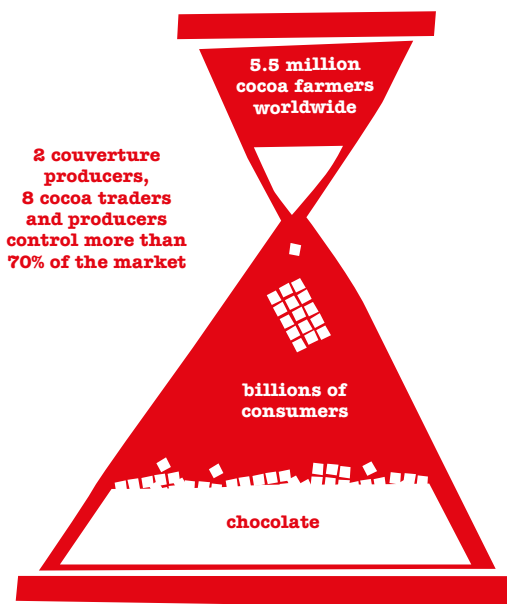 5.5 million
cocoa farmers
worldwide
2 couverture
producers,
8 cocoa traders
and producers
control more than
70% of the market
billions of
consumers
chocolate